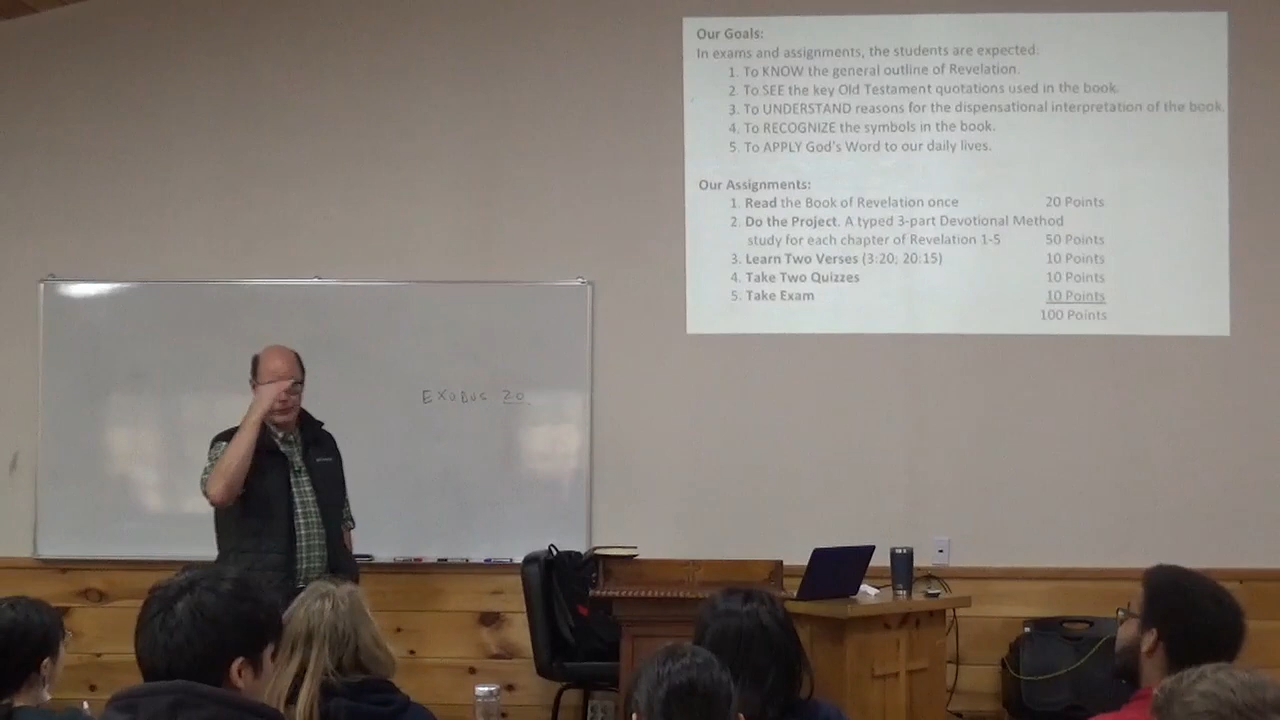 Our Goals:
In exams and assignments, the students are expected:
1. To KNOW the general outline of Revelation.
2. To SEE the key Old Testament quotations used in the book.
3. To UNDERSTAND reasons for the dispensational interpretation of the book.
4. To RECOGNIZE the symbols in the book.
5. To APPLY God's Word to our daily lives.
Our Assignments:
1. Read the Book of Revelation once 20 Points
2. Do the Project. A typed 3-part Devotional Method
study for each chapter of Revelation 1-5 50 Points
3. Learn Two Verses (3:20; 20:15) 10 Points
4. Take Two Quizzes 10 Points
5. Take Exam 10 Points
100 Points
EXODUS 20